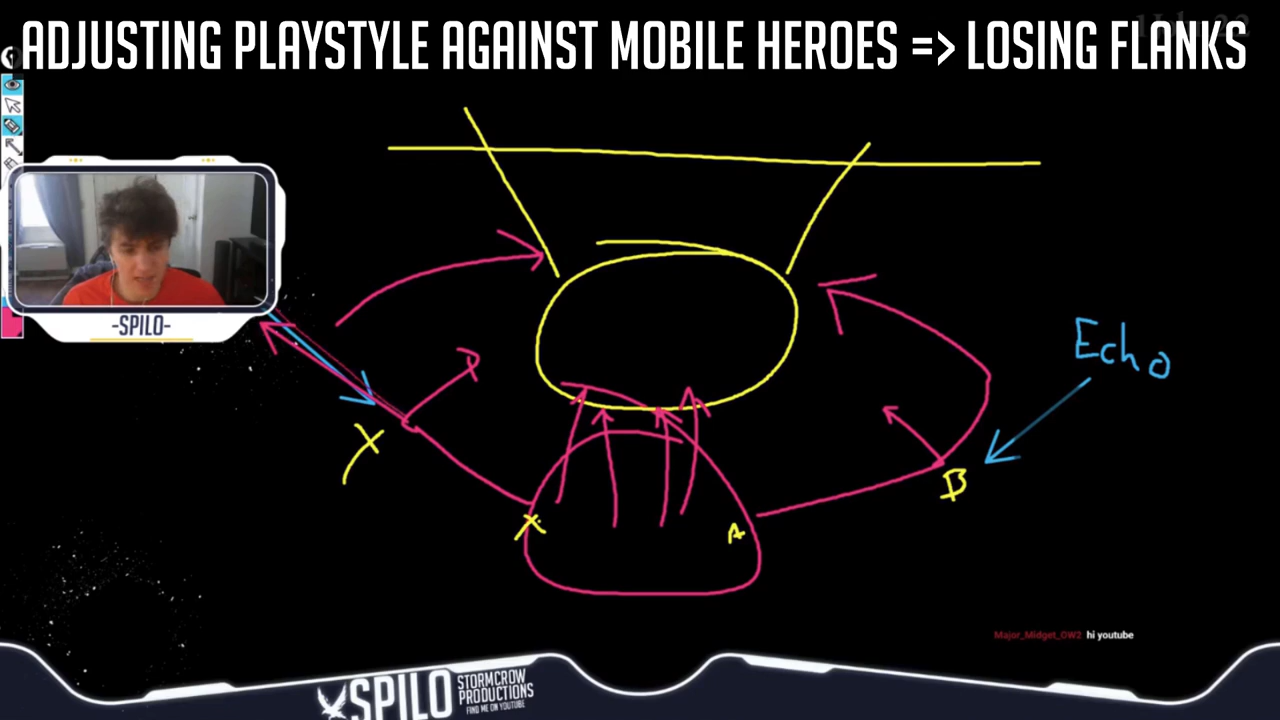 ADJUSTING PLAYSTYLE AGAINST MOBILE HEROES => LOSING FLANKS
-SPILO-
Echo
X
B
X
A
Major_Midget_OW2 hi youtube
SPILO
STORMCROW
PRODUCTIONS
FIND ME ON YOUTUBE